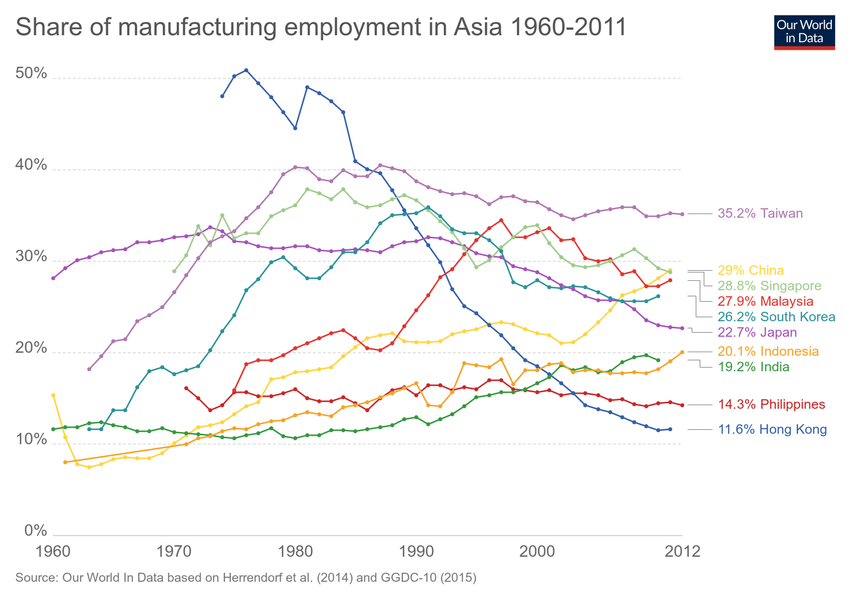 Share of manufacturing employment in Asia 1960-2011
Our World
in Data
50%
40%
30%
20%
10%
0%
35.2% Taiwan
29% China
28.8% Singapore
27.9% Malaysia
26.2% South Korea
22.7% Japan
20.1% Indonesia
19.2% India
14.3% Philippines
11.6% Hong Kong
1960 1970 1980 1990 2000 2012
Source: Our World In Data based on Herrendorf et al. (2014) and GGDC-10 (2015)